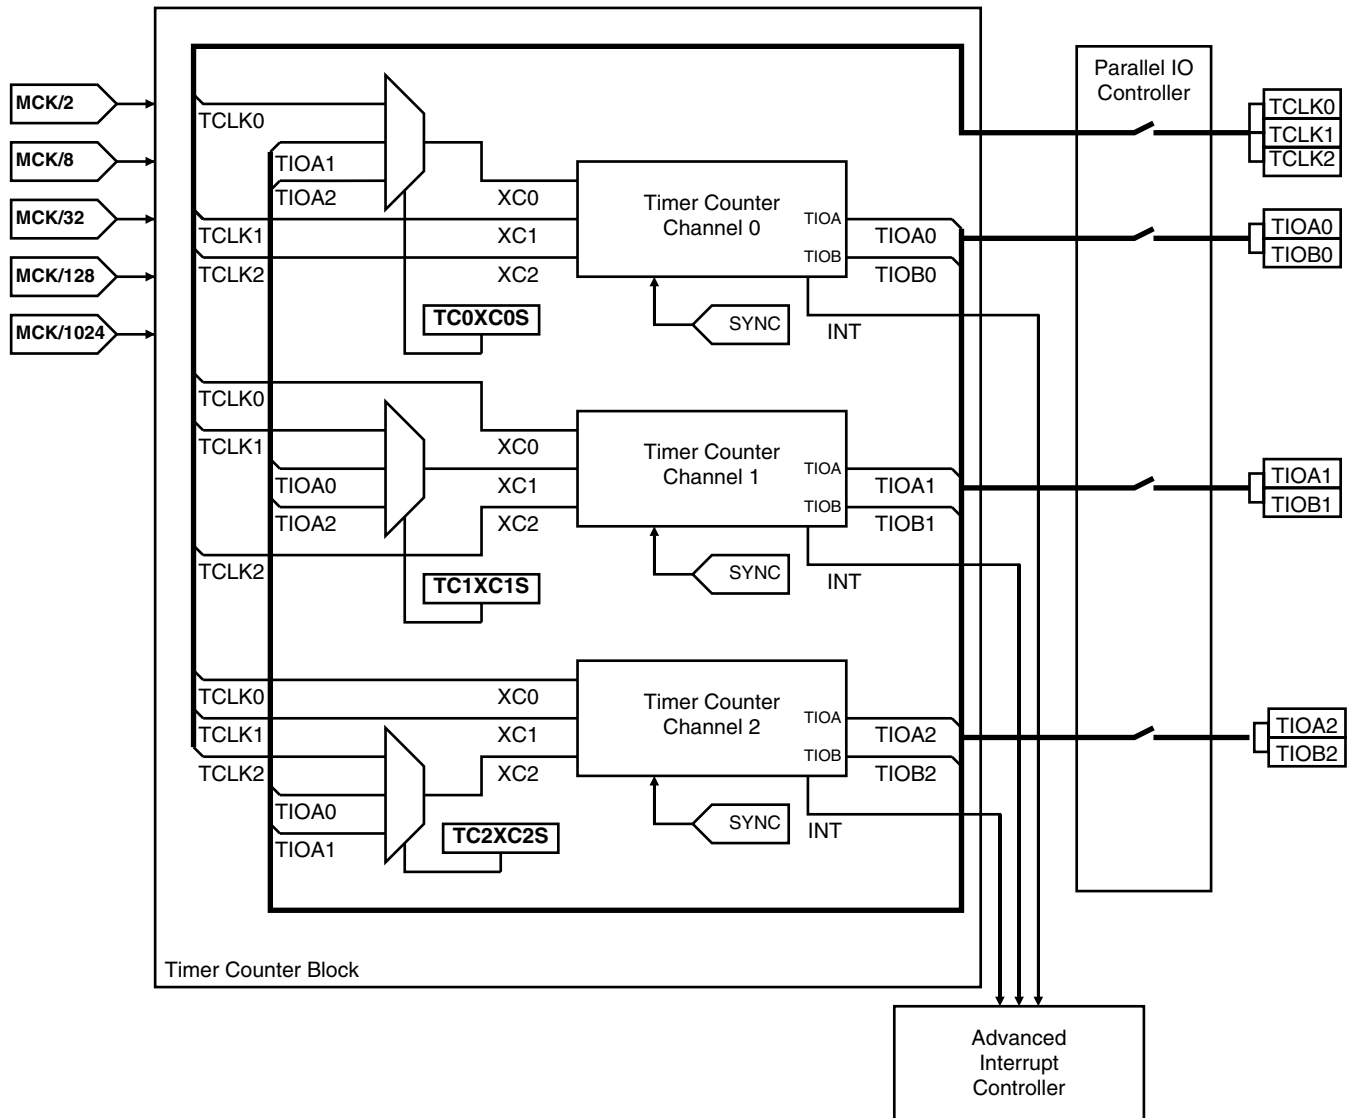 MCK/2
MCK/8
MCK/32
MCK/128
MCK/1024
TCLK0
TIOA1
TIOA2
XC0
TCLK1
XC1
TCLK2
XC2
Timer Counter
Channel 0
TIOA
TIOB
TIOA0
TIOB0
TC0XC0S
SYNC
INT
TCLK0
XC0
TCLK1
TIOA0
XC1
TIOA2
XC2
TCLK2
Timer Counter
Channel 1
TIOA
TIOB
TIOA1
TIOB1
TC1XC1S
SYNC
INT
TCLK0
XC0
TCLK1
XC1
TCLK2
XC2
TIOA0
TIOA1
Timer Counter
Channel 2
TIOA
TIOB
TIOA2
TIOB2
TC2XC2S
SYNC
INT
Timer Counter Block
Parallel IO
Controller
TCLK0
TCLK1
TCLK2
TIOA0
TIOB0
TIOA1
TIOB1
TIOA2
TIOB2
Advanced
Interrupt
Controller